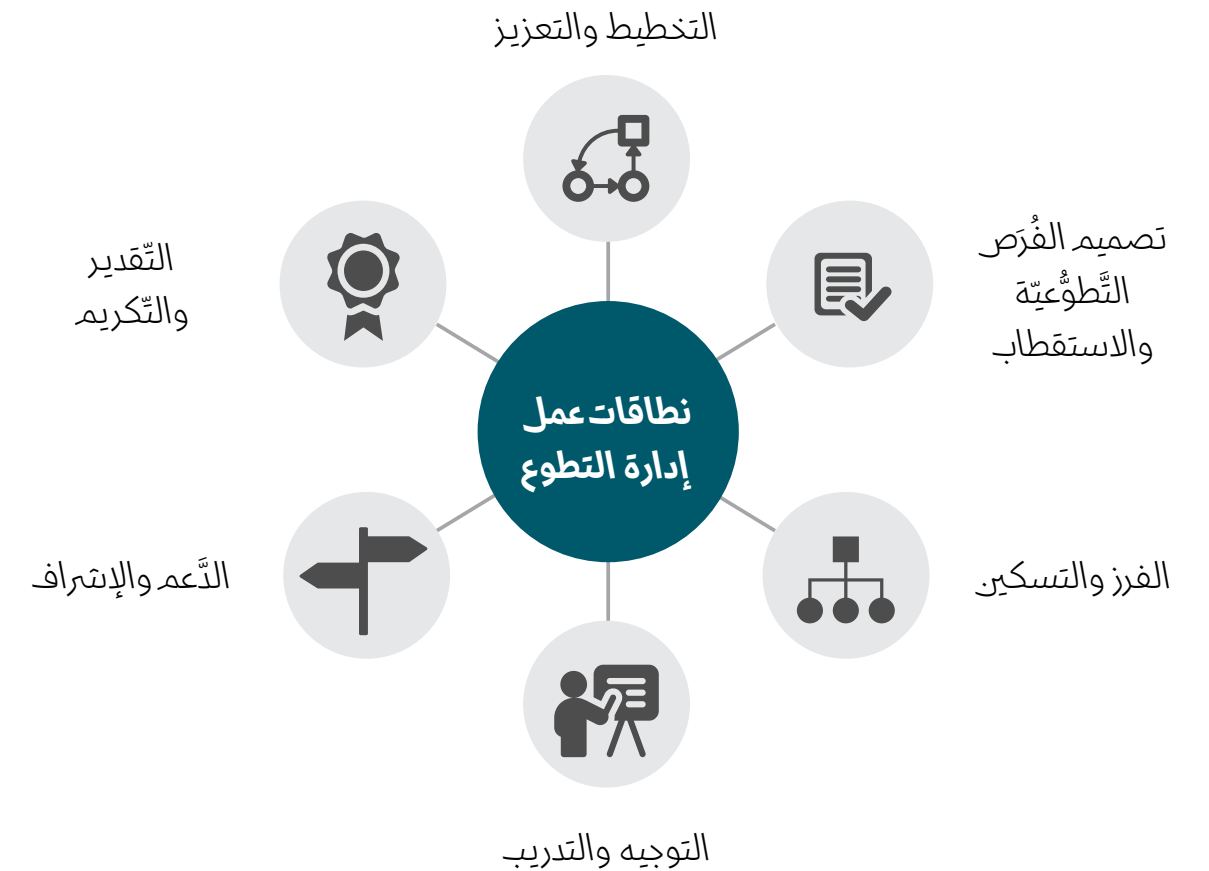 التخطيط والتعزيز
تصميم الفُرَص
التَّطوُّعيّة
والاستقطاب
الفرز والتسكين
التوجيه والتدريب
الدَّعم والإشراف
التّقدير
والتّكريم
نطاقات عمل
إدارة التطوع